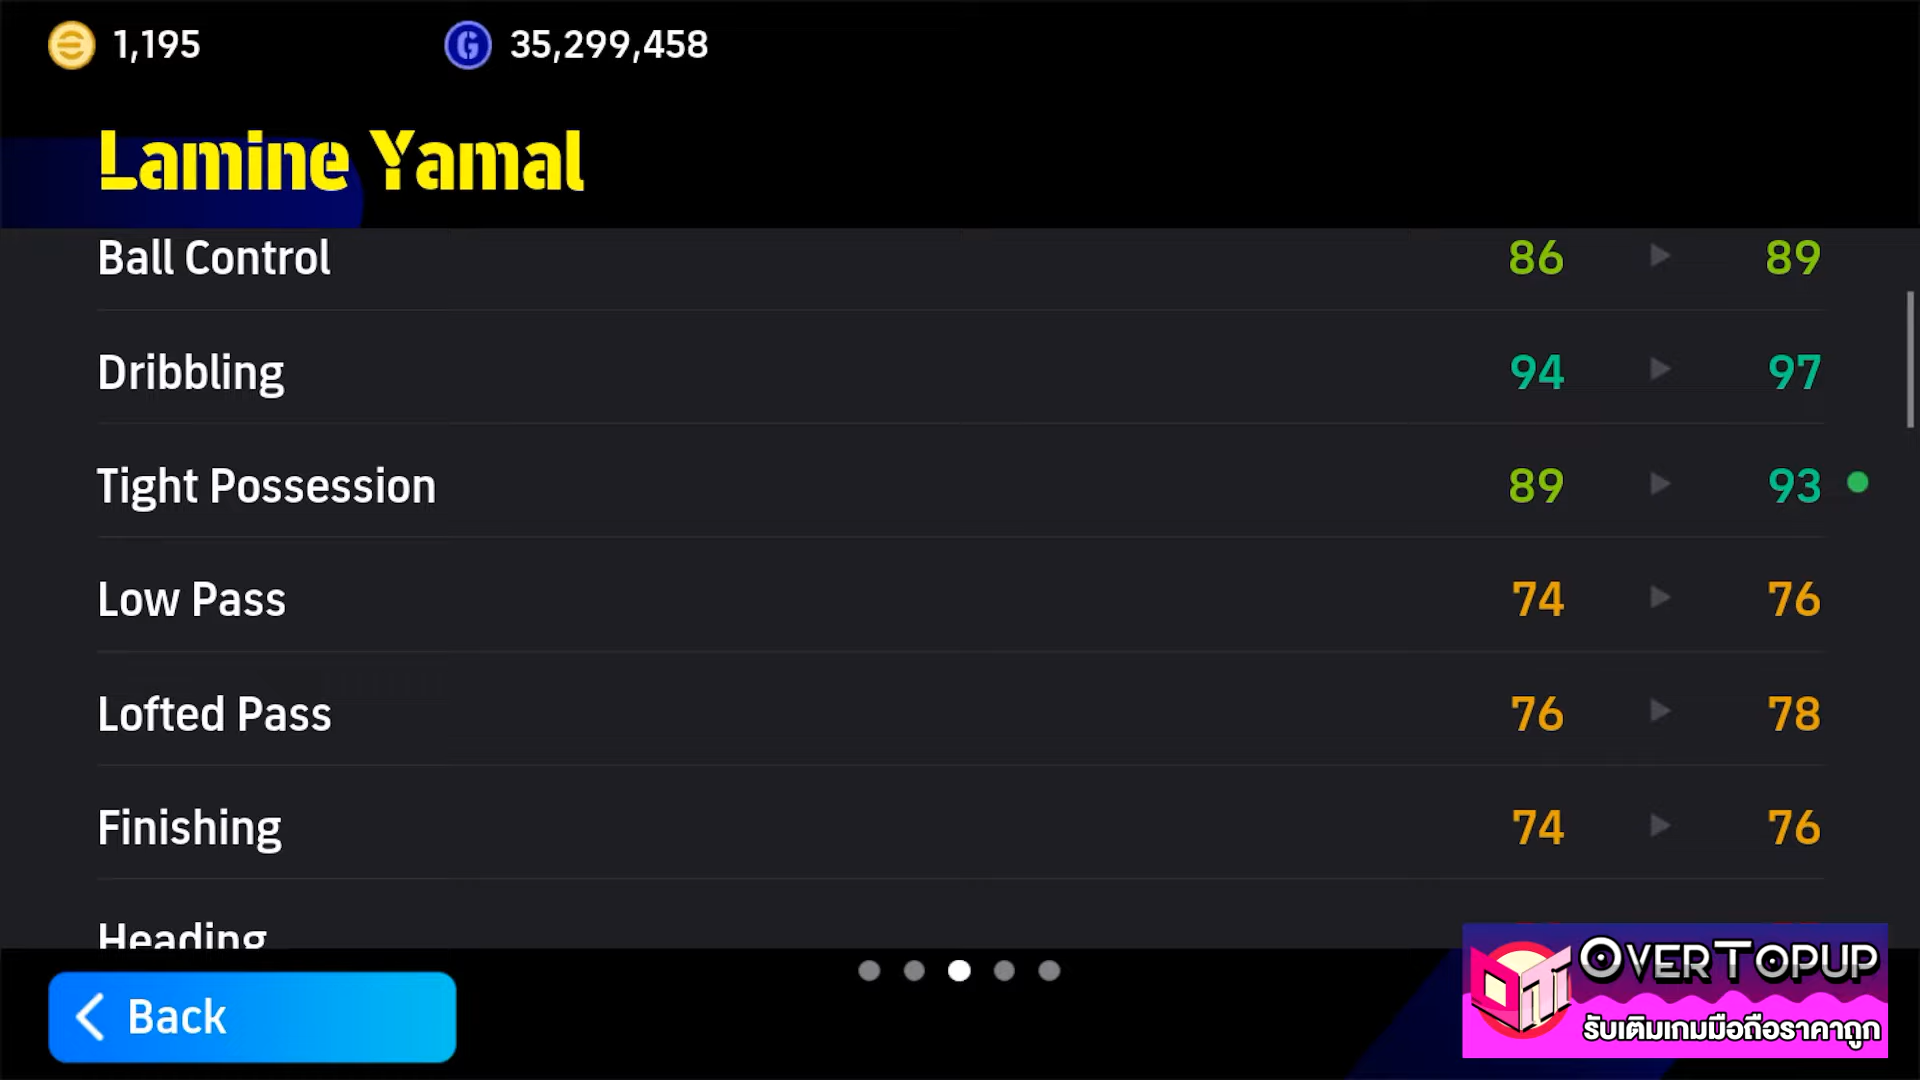 1,195
35,299,458
Lamine Yamal
Ball Control 86 89
Dribbling 94 97
Tight Possession 89 93
Low Pass 74 76
Lofted Pass 76 78
Finishing 74 76
Heading
Back
OVERTOPUP
รับเติมเกมมือถือราคาถูก